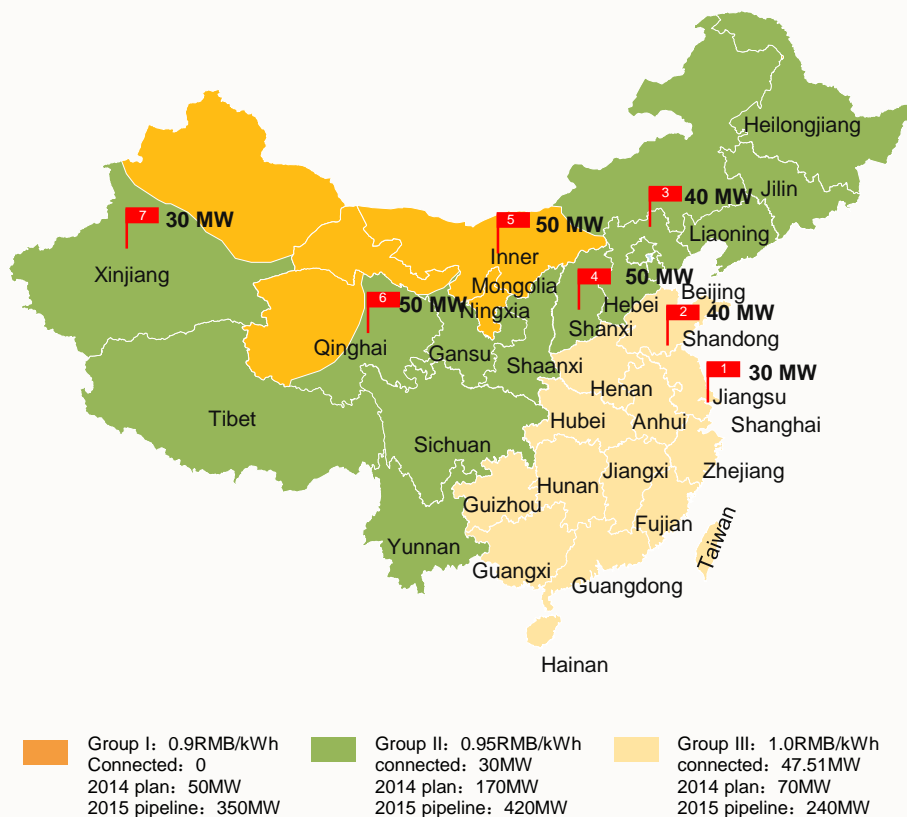 Heilongjiang
Jilin
3
40 MW
7
30 MW
5
50 MW
Liaoning
Inner
Xinjiang
4
50 MW
Mongolia
Beijing
6
50 MW
Ningxia
Hebei
2
40 MW
Shanxi
Shandong
Qinghai
Gansu
Shaanxi
1
30 MW
Henan
Jiangsu
Tibet
Hubei
Anhui
Shanghai
Sichuan
Jiangxi
Zhejiang
Hunan
Guizhou
Fujian
Taiwan
Yunnan
Guangxi
Guangdong
Hainan
Group I：0.9RMB/kWh
Connected：0
2014 plan：50MW
2015 pipeline：350MW
Group II：0.95RMB/kWh
connected：30MW
2014 plan：170MW
2015 pipeline：420MW
Group III：1.0RMB/kWh
connected：47.51MW
2014 plan：70MW
2015 pipeline：240MW